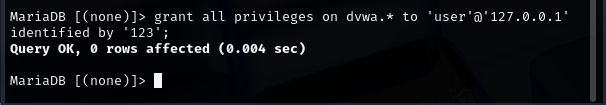 MariaDB [(none)]> grant all privileges on dvwa.* to 'user'@'127.0.0.1'
identified by '123';
Query OK, 0 rows affected (0.004 sec)
MariaDB [(none)]>